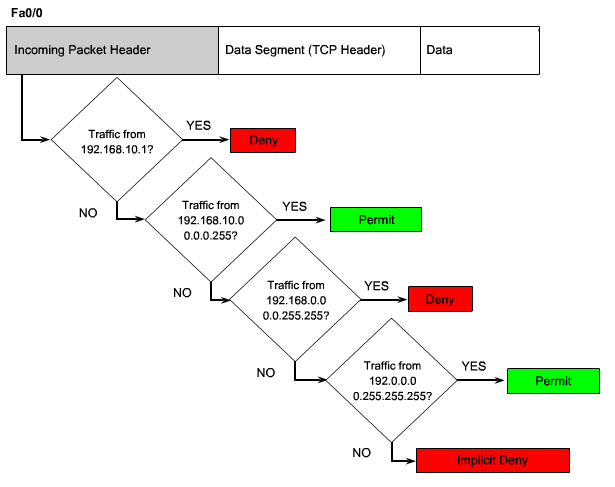 Fa0/0
Incoming Packet Header
Data Segment (TCP Header)
Data
Traffic from
192.168.10.1?
YES
Deny
NO
Traffic from
192.168.10.0
0.0.0.255?
YES
Permit
NO
Traffic from
192.168.0.0
0.0.255.255?
YES
Deny
NO
Traffic from
192.0.0.0
0.255.255.255?
YES
Permit
NO
Implicit Deny